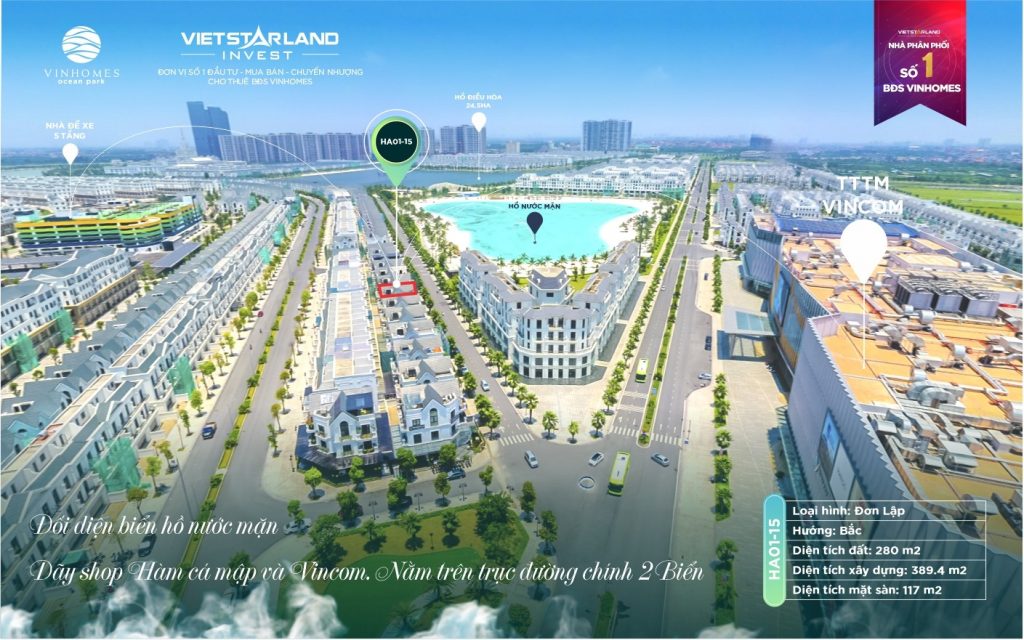 VINHOMES
ocean park
VIETSTARLAND
INVEST
ĐƠN VỊ SỐ 1 ĐẦU TƯ - MUA BÁN - CHUYỂN NHƯỢNG
CHO THUÊ BĐS VINHOMES
VIETSTARLAND
NHÀ PHÂN PHỐI
SỐ 1
BĐS VINHOMES
NHÀ ĐỂ XE
5 TẦNG
HA01-15
HỒ ĐIỀU HÒA
24.5HA
HỒ NƯỚC MẶN
TTTM
VINCOM
Đối diện biển hồ nước mặn
Dãy shop Hàm cá mập và Vincom. Nằm trên trục đường chính 2 Biển
HA01-15
Loại hình: Đơn Lập
Hướng: Bắc
Diện tích đất: 280 m2
Diện tích xây dựng: 389.4 m2
Diện tích mặt sàn: 117 m2